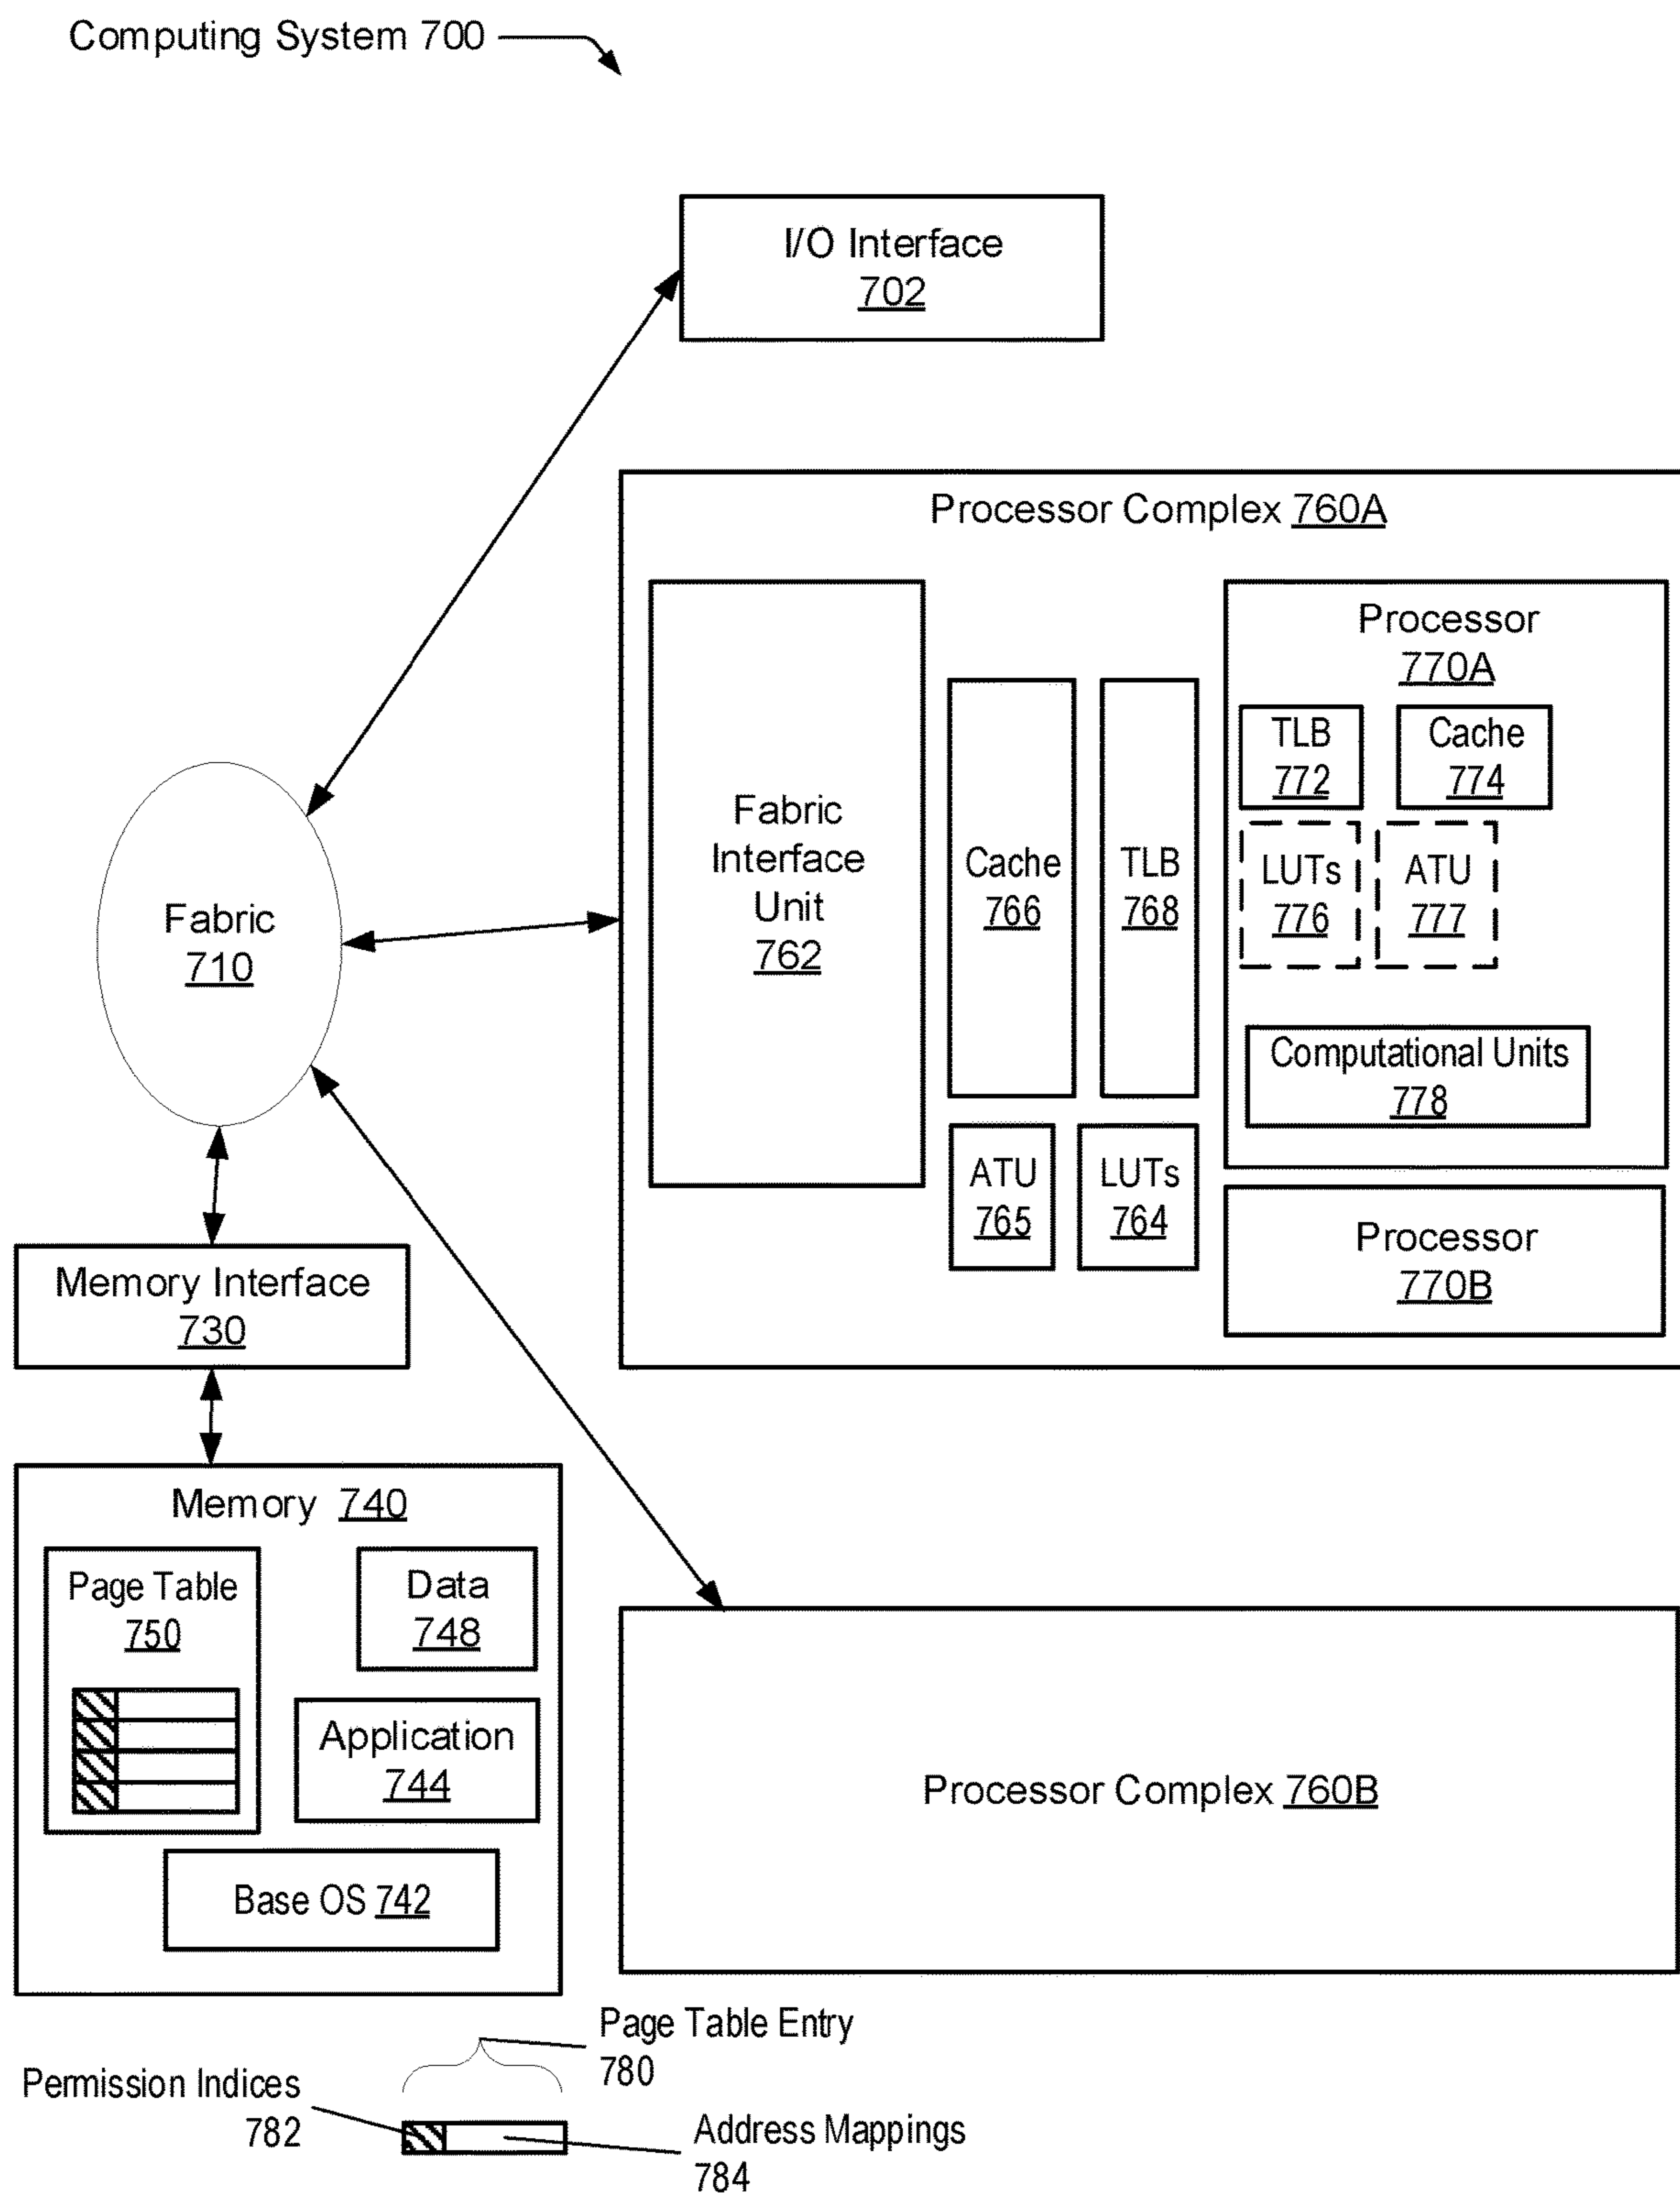 Computing System 700
I/O Interface
702
Processor Complex 760A
Fabric
Interface
Unit
762
Cache
766
TLB
768
Processor
770A
TLB
772
Cache
774
LUTs
776
ATU
777
Computational Units
778
ATU
765
LUTs
764
Processor
770B
Fabric
710
Memory Interface
730
Memory 740
Page Table
750
Data
748
Application
744
Base OS 742
Processor Complex 760B
Page Table Entry
780
Permission Indices
782
Address Mappings
784